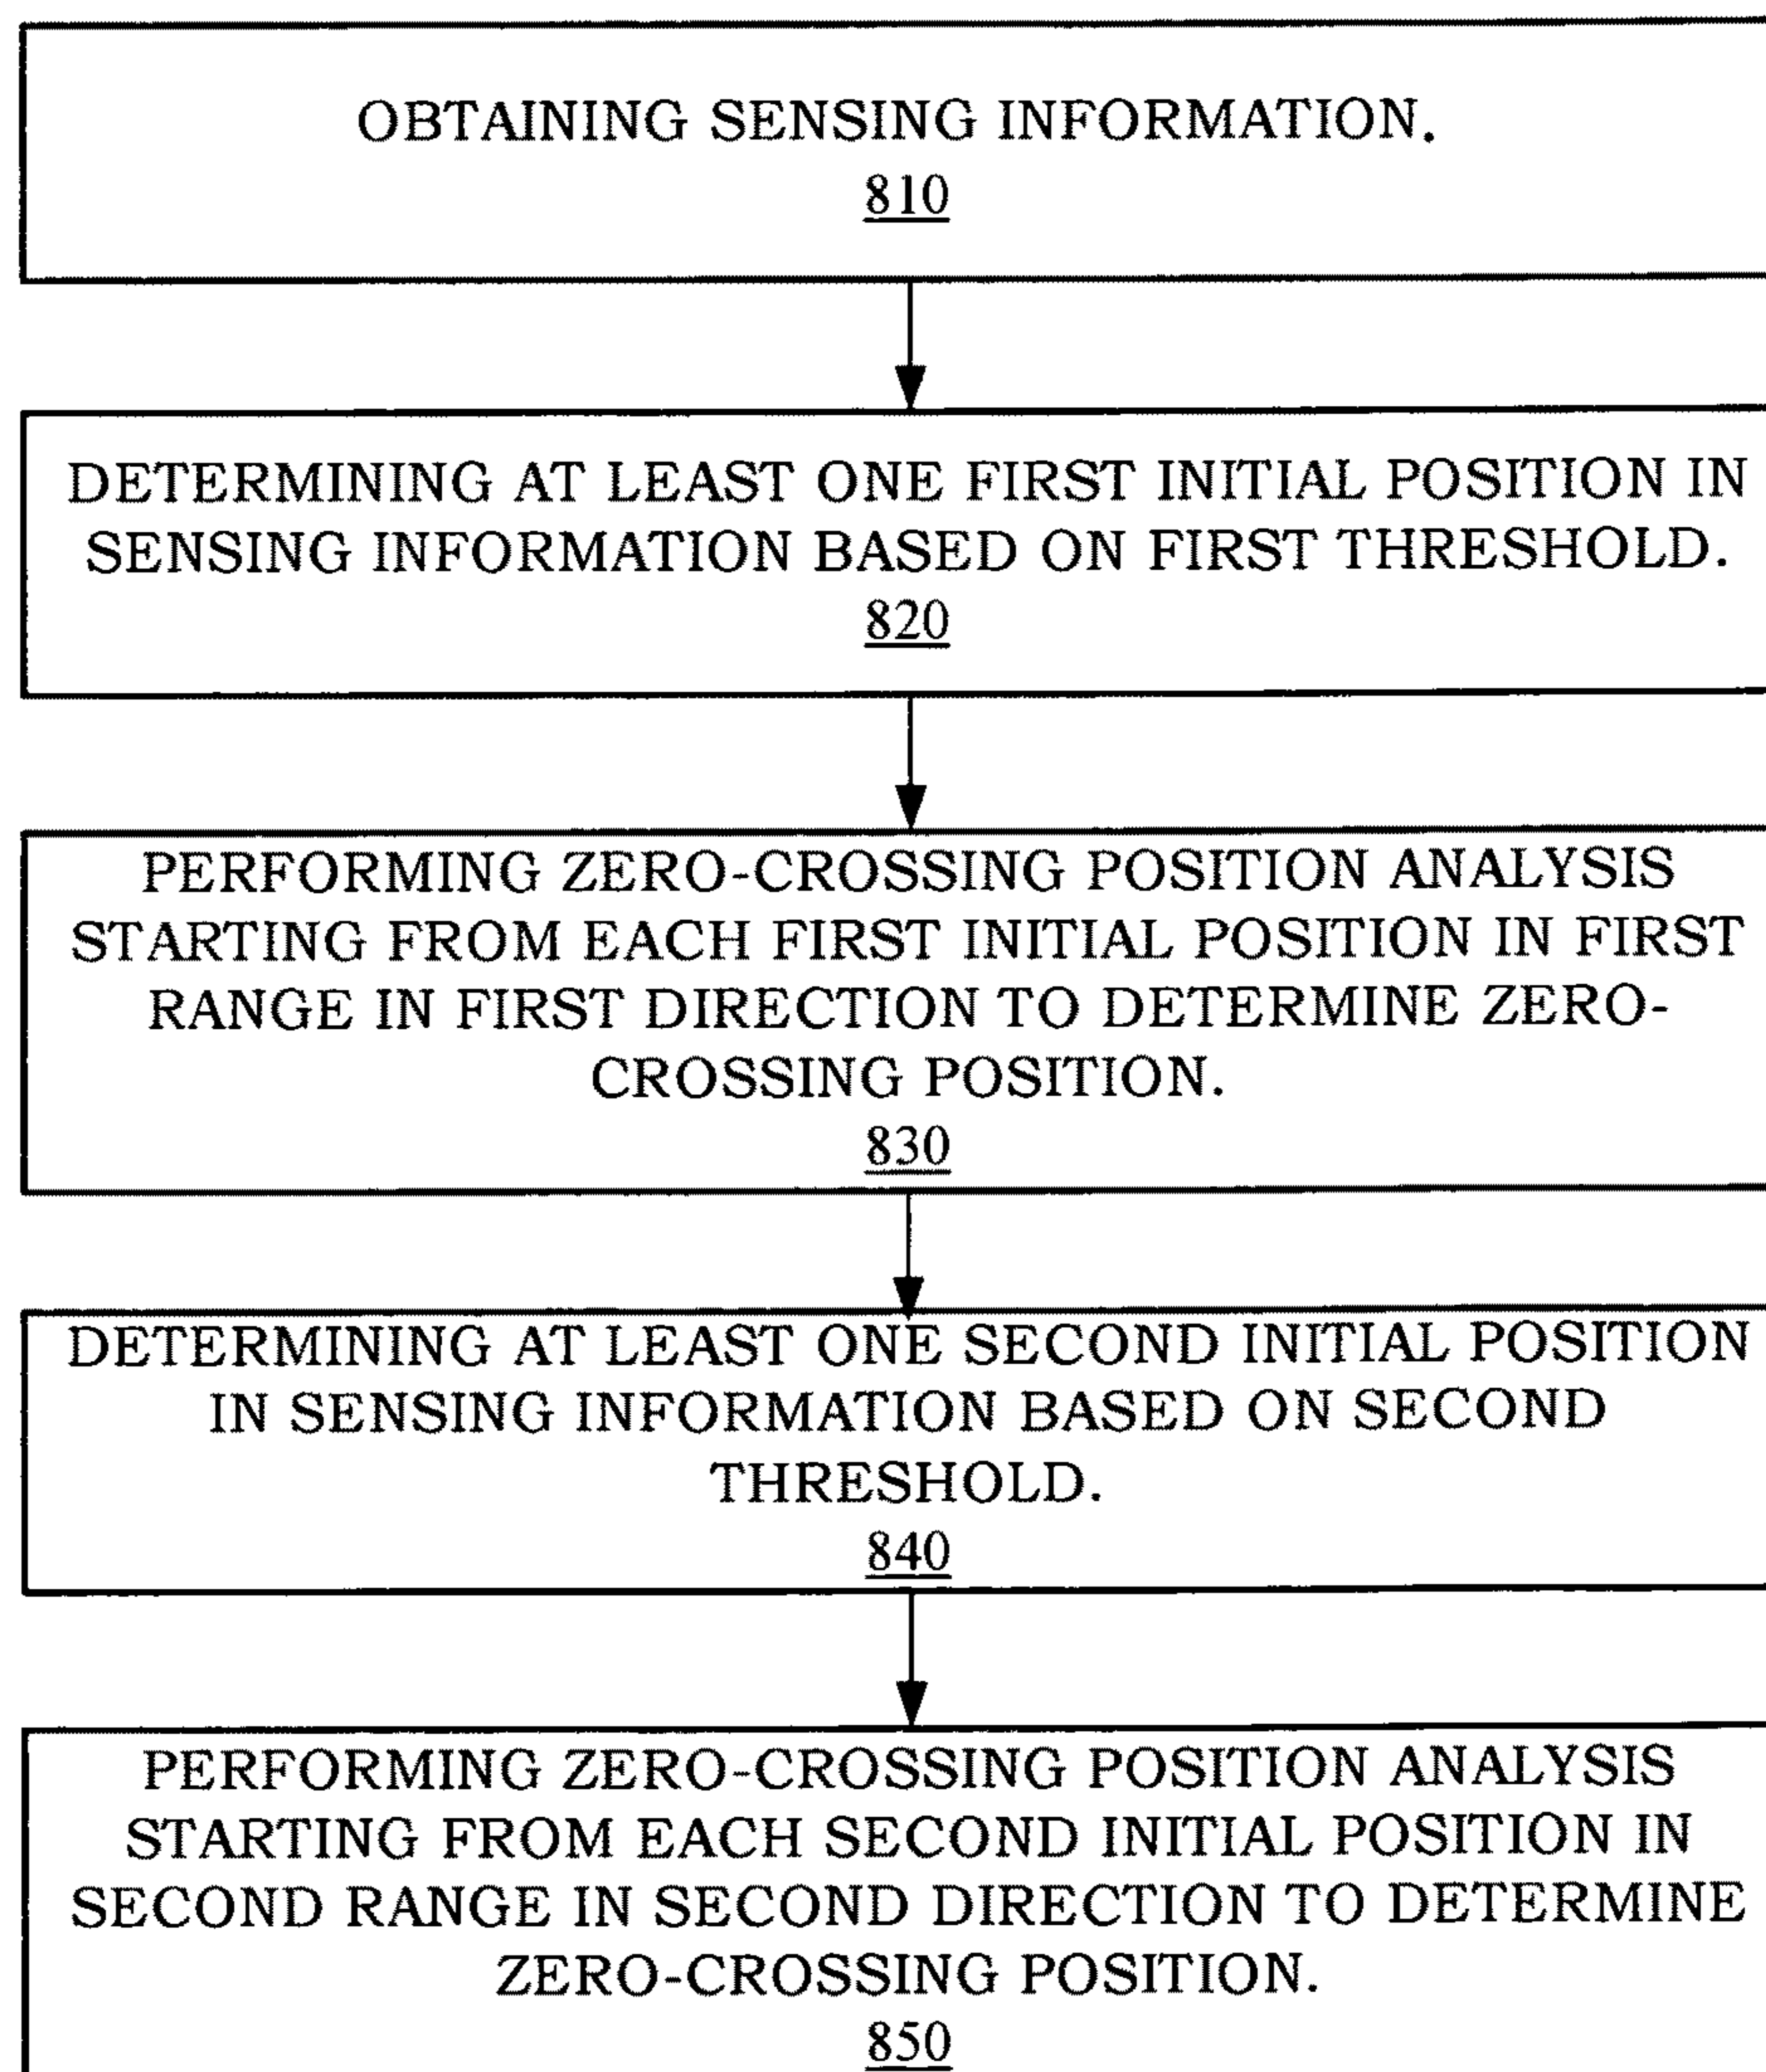 OBTAINING SENSING INFORMATION.
810
DETERMINING AT LEAST ONE FIRST INITIAL POSITION IN
SENSING INFORMATION BASED ON FIRST THRESHOLD.
820
PERFORMING ZERO-CROSSING POSITION ANALYSIS
STARTING FROM EACH FIRST INITIAL POSITION IN FIRST
RANGE IN FIRST DIRECTION TO DETERMINE ZERO-
CROSSING POSITION.
830
DETERMINING AT LEAST ONE SECOND INITIAL POSITION
IN SENSING INFORMATION BASED ON SECOND
THRESHOLD.
840
PERFORMING ZERO-CROSSING POSITION ANALYSIS
STARTING FROM EACH SECOND INITIAL POSITION IN
SECOND RANGE IN SECOND DIRECTION TO DETERMINE
ZERO-CROSSING POSITION.
850